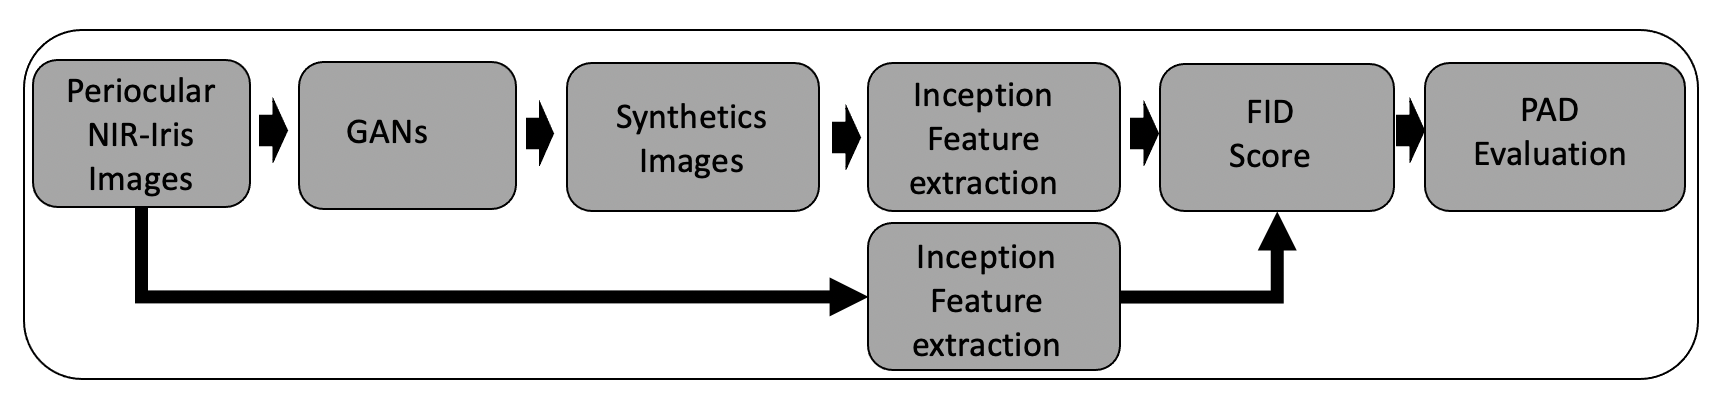 Periocular
NIR-Iris
Images
GANs
Synthetics
Images
Inception
Feature
extraction
FID
Score
PAD
Evaluation
Inception
Feature
extraction